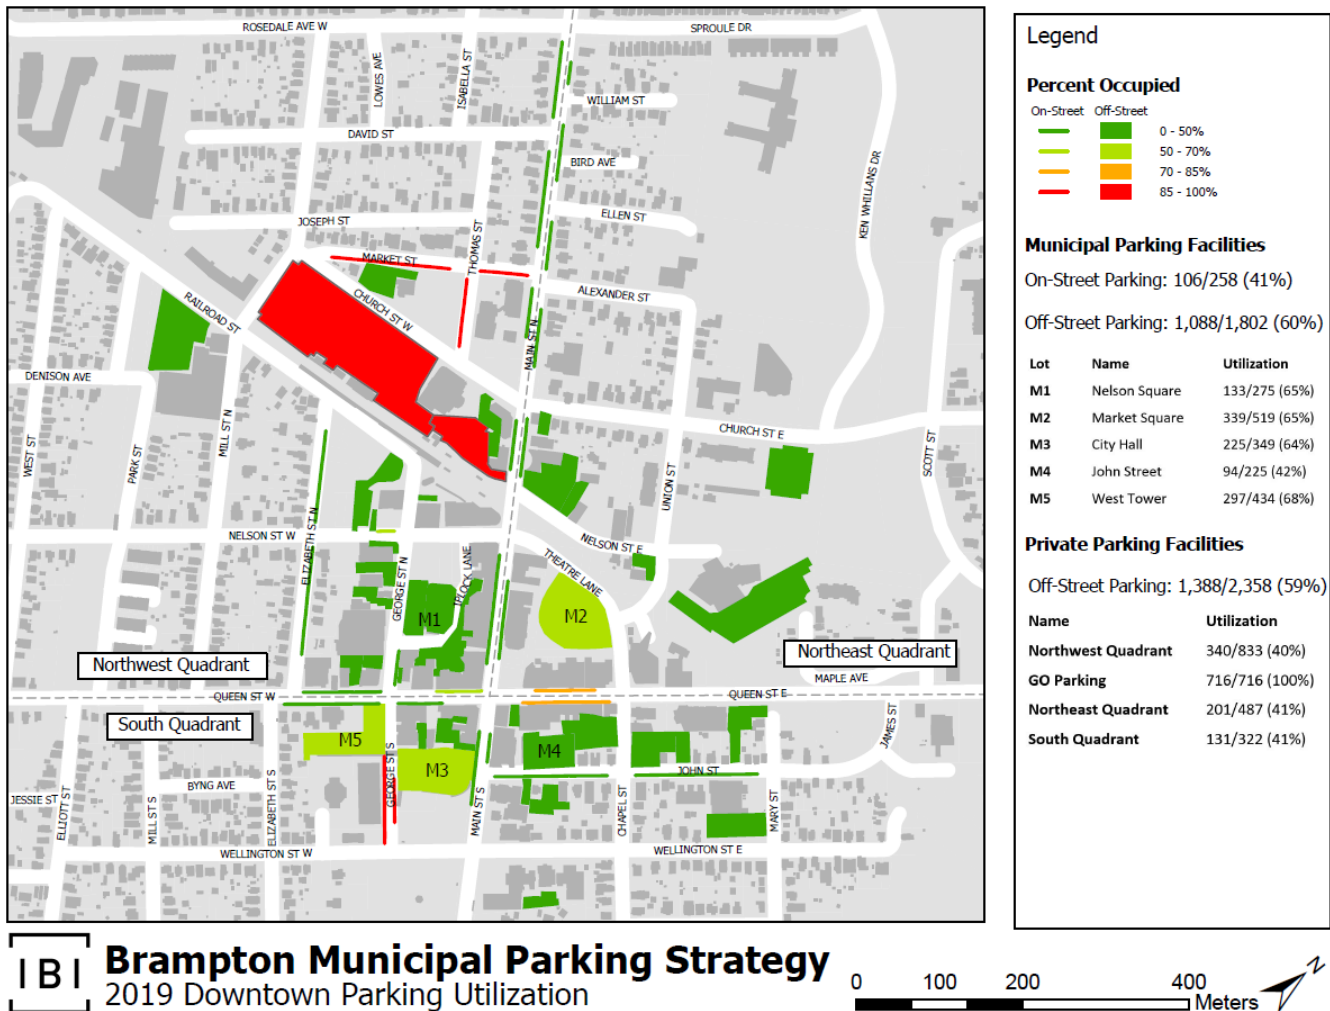 ROSEDALE AVE W
SPROULE DR
LOWES AVE
ISABELLA ST
WILLIAM ST
DAVID ST
BIRD AVE
KEN WHILLANS DR
JOSEPH ST
THOMAS ST
ELLEN ST
MARKET ST
CHURCH ST W
ALEXANDER ST
RAILROAD ST
MAIN ST N
DENISON AVE
MILL ST N
WEST ST
PARK ST
CHURCH ST E
SCOTT ST
UNION ST
NELSON ST W
ELIZABETH ST N
GEORGE ST N
NELSON ST E
THEATRE LANE
M1
M2
Northwest Quadrant
Northeast Quadrant
MAPLE AVE
QUEEN ST W
QUEEN ST E
South Quadrant
M5
M3
M4
GEORGE ST S
JOHN ST
JAMES ST
BYNG AVE
JESSIE ST
ELLIOTT ST
MILL ST S
ELIZABETH ST S
MAIN ST S
CHAPEL ST
MARY ST
WELLINGTON ST W
WELLINGTON ST E
Legend
Percent Occupied
On-Street Off-Street
0 - 50%
50 - 70%
70 - 85%
85 - 100%
Municipal Parking Facilities
On-Street Parking: 106/258 (41%)
Off-Street Parking: 1,088/1,802 (60%)
Lot Name Utilization
M1 Nelson Square 133/275 (65%)
M2 Market Square 339/519 (65%)
M3 City Hall 225/349 (64%)
M4 John Street 94/225 (42%)
M5 West Tower 297/434 (68%)
Private Parking Facilities
Off-Street Parking: 1,388/2,358 (59%)
Name Utilization
Northwest Quadrant 340/833 (40%)
GO Parking 716/716 (100%)
Northeast Quadrant 201/487 (41%)
South Quadrant 131/322 (41%)
IBI
Brampton Municipal Parking Strategy
2019 Downtown Parking Utilization
0 100 200 400
Meters
N